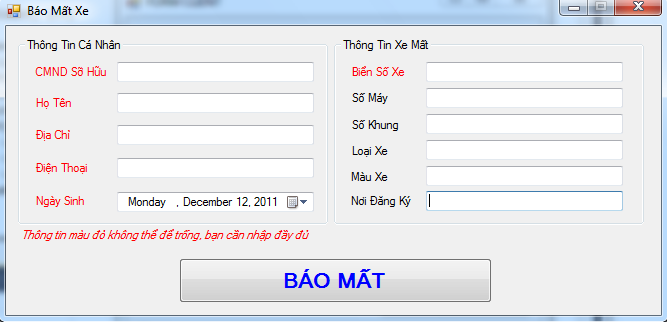 Báo Mất Xe
Thông Tin Cá Nhân
CMND Sỡ Hữu
Họ Tên
Địa Chỉ
Điện Thoại
Ngày Sinh
Monday , December 12, 2011
Thông Tin Xe Mất
Biển Số Xe
Số Máy
Số Khung
Loại Xe
Màu Xe
Nới Đăng Ký
Thông tin màu đỏ không thể để trống, bạn cần nhập đầy đủ
BÁO MẤT